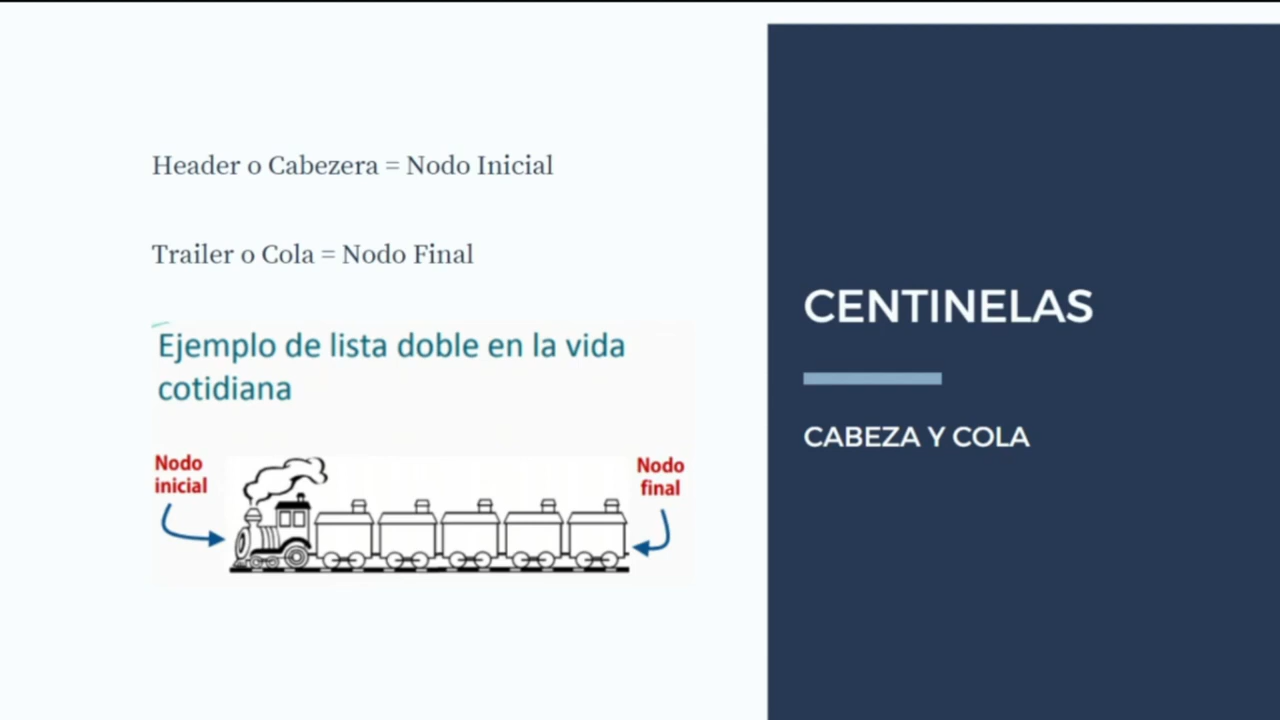 Header o Cabezera = Nodo Inicial
Trailer o Cola = Nodo Final
Ejemplo de lista doble en la vida
cotidiana
Nodo
inicial
Nodo
final
CENTINELAS
CABEZA Y COLA